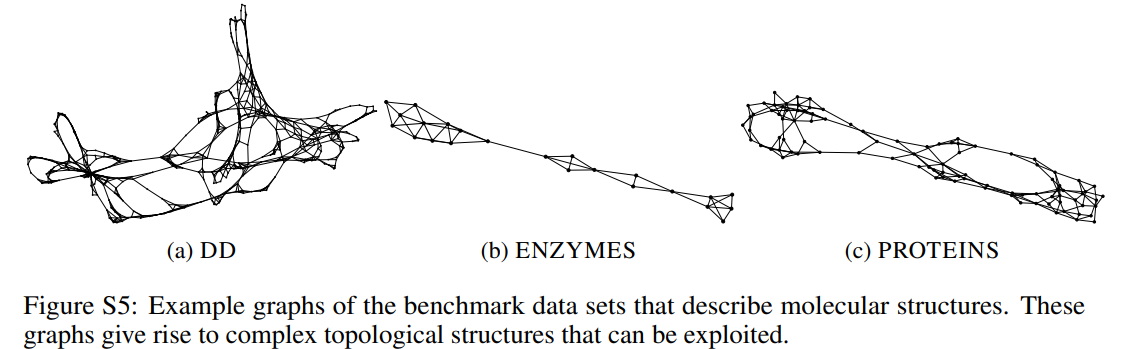 (a) DD
(b) ENZYMES
(c) PROTEINS
Figure S5: Example graphs of the benchmark data sets that describe molecular structures. These
graphs give rise to complex topological structures that can be exploited.